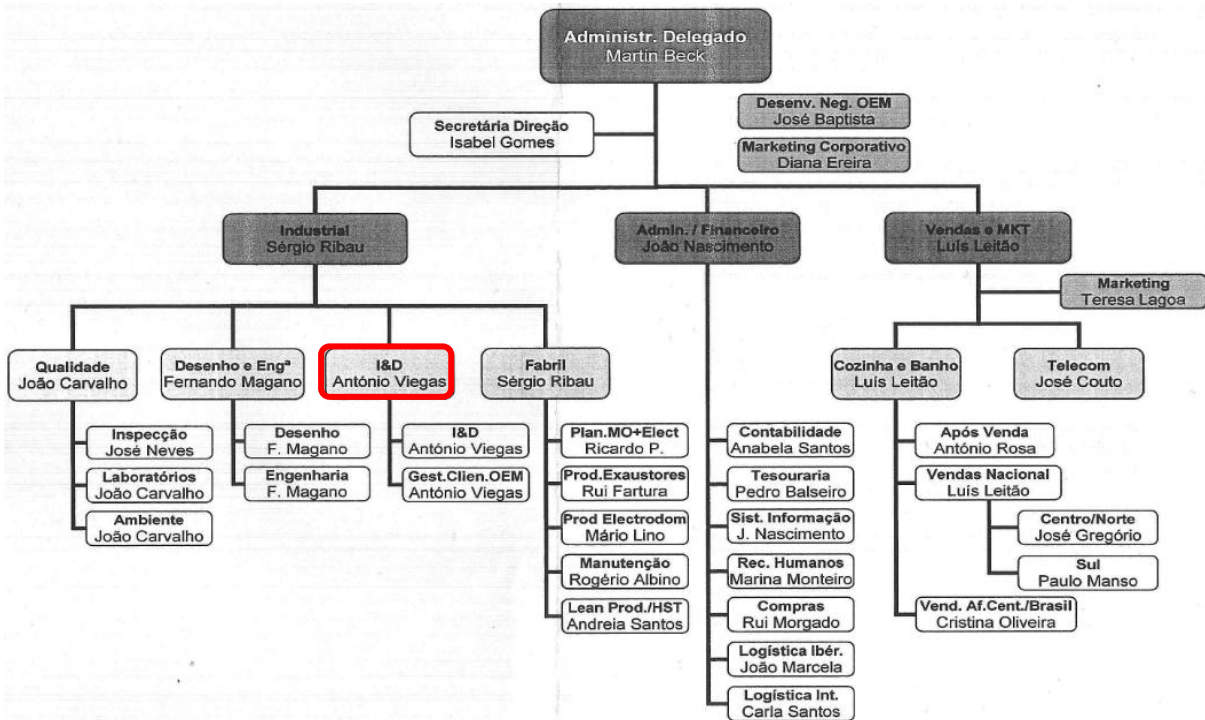 Administr. Delegado
Martin Beck
Desenv. Neg. OEM
José Baptista
Secretária Direção
Isabel Gomes
Marketing Corporativo
Diana Ereira
Industrial
Sérgio Ribau
Admin. / Financeiro
João Nascimento
Vendas e MKT
Luís Leitão
Marketing
Teresa Lagoa
Qualidade
João Carvalho
Desenho e Engª
Fernando Magano
I&D
António Viegas
Fabril
Sérgio Ribau
Cozinha e Banho
Luís Leitão
Telecom
José Couto
Inspecção
José Neves
Laboratórios
João Carvalho
Ambiente
João Carvalho
Desenho
F. Magano
Engenharia
F. Magano
I&D
António Viegas
Gest.Clien.OEM
António Viegas
Plan.MO+Elect
Ricardo P.
Prod.Exaustores
Rui Fartura
Prod Electrodom
Mário Lino
Manutenção
Rogério Albino
Lean Prod./HST
Andreia Santos
Contabilidade
Anabela Santos
Tesouraria
Pedro Balseiro
Sist. Informação
J. Nascimento
Rec. Humanos
Marina Monteiro
Compras
Rui Morgado
Logística Ibér.
João Marcela
Logística Int.
Carla Santos
Após Venda
António Rosa
Vendas Nacional
Luís Leitão
Centro/Norte
José Gregório
Sul
Paulo Manso
Vend. Af.Cent./Brasil
Cristina Oliveira